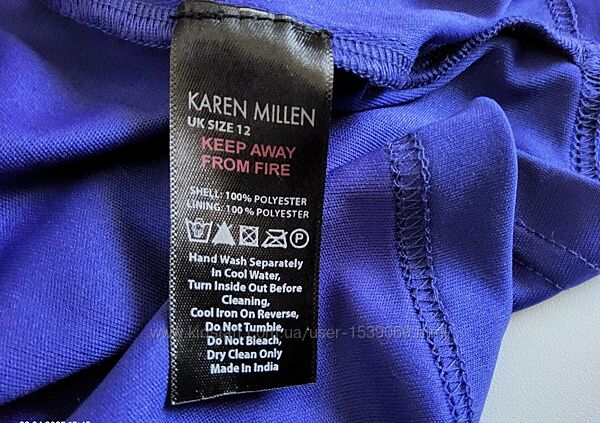 KAREN MILLEN
UK SIZE 12
KEEP AWAY
FROM FIRE
SHELL: 100% POLYESTER
LINING: 100% POLYESTER
P
Hand Wash Separately
In Cool Water,
Turn Inside Out Before
Cleaning,
Cool Iron On Reverse,
Do Not Tumble,
Do Not Bleach,
Dry Clean Only
Made In India